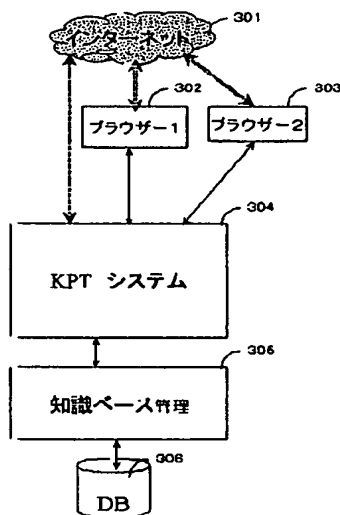 301
インターネット
302
303
ブラウザー1
ブラウザー2
304
KPT システム
305
知識ベース管理
306
DB